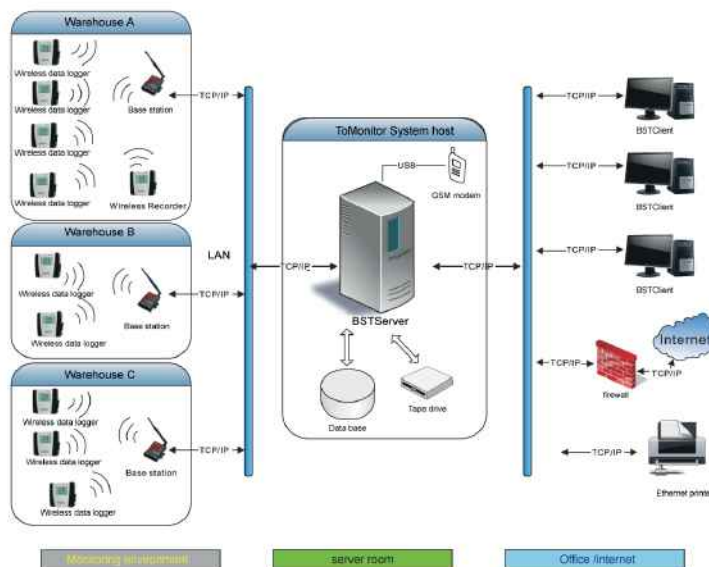 Warehouse A
Wireless data logger
Wireless data logger
Wireless data logger
Wireless data logger
Base station
Wireless Recorder
TCP/IP
Warehouse B
Wireless data logger
Wireless data logger
Base station
TCP/IP
Warehouse C
Wireless data logger
Wireless data logger
Wireless data logger
Base station
TCP/IP
LAN
TCP/IP
ToMonitor System host
USB
GSM modem
BSTServer
Data base
Tape drive
TCP/IP
TCP/IP
BSTClient
TCP/IP
BSTClient
TCP/IP
BSTClient
Internet
TCP/IP
TCP/IP
firewall
TCP/IP
Ethernet printer
Monitoring environment
server room
Office /internet